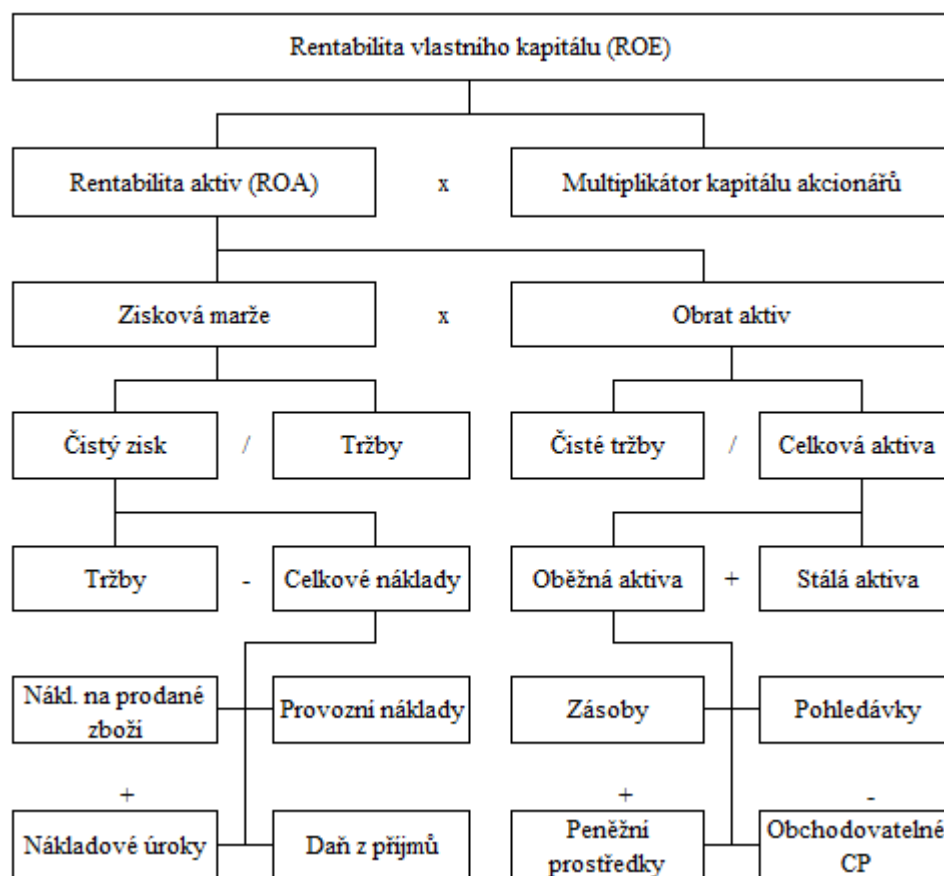 Rentabilita vlastního kapitálu (ROE)
Rentabilita aktiv (ROA) x Multiplikátor kapitálu akcionářů
Zisková marže x Obrat aktiv
Čistý zisk / Tržby Čisté tržby / Celková aktiva
Tržby - Celkové náklady Oběžná aktiva + Stálá aktiva
Nákl. na prodané
zboží
Provozní náklady Zásoby Pohledávky
+ + -
Nákladové úroky Daň z příjmů
Peněžní
prostředky
Obchodovatelné
CP